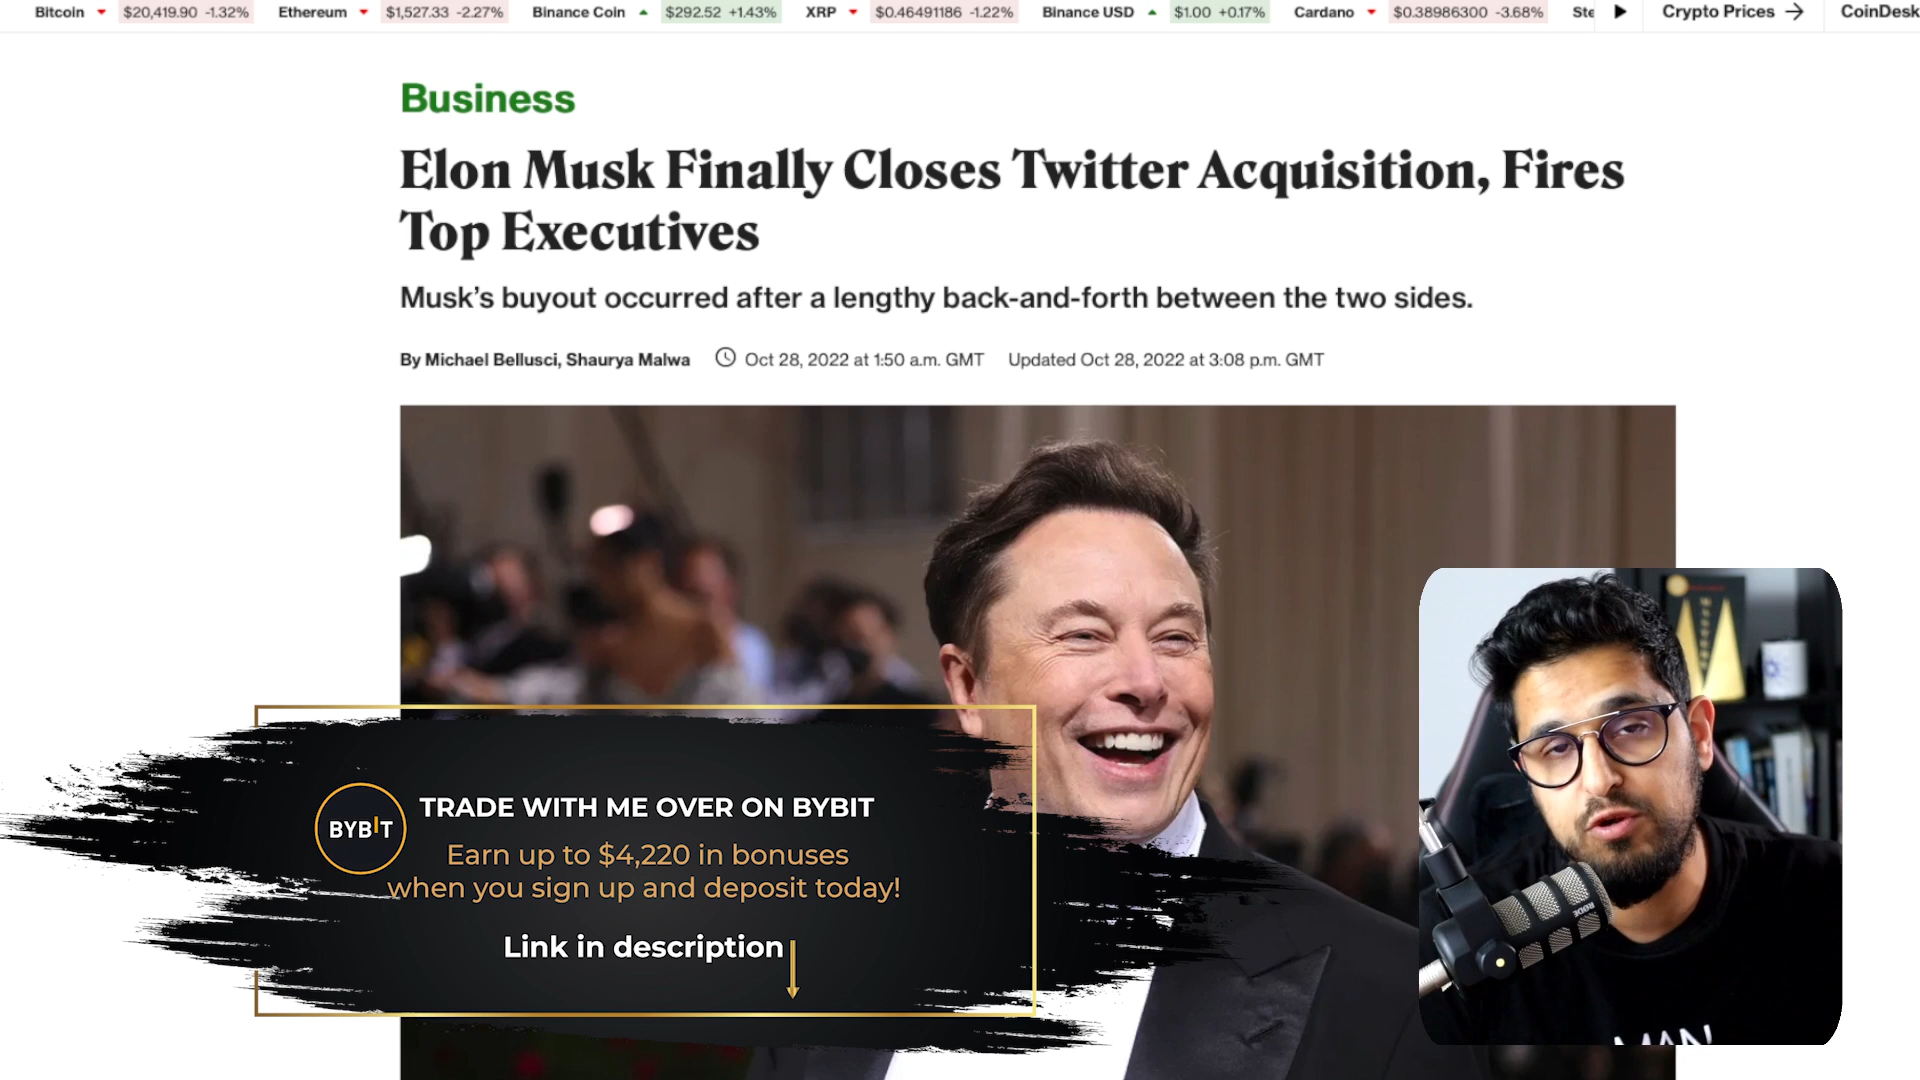 Bitcoin $20,419.90 -1.32% Ethereum $1,527.33 -2.27% Binance Coin $292.52 +1.43% XRP $0.46491186 -1.22% Binance USD $1.00 +0.17% Cardano $0.38986300 -3.68% Ste Crypto Prices → CoinDesk
Business
Elon Musk Finally Closes Twitter Acquisition, Fires
Top Executives
Musk's buyout occurred after a lengthy back-and-forth between the two sides.
By Michael Bellusci, Shaurya Malwa Oct 28, 2022 at 1:50 a.m. GMT Updated Oct 28, 2022 at 3:08 p.m. GMT
BYBIT
TRADE WITH ME OVER ON BYBIT
Earn up to $4,220 in bonuses
when you sign up and deposit today!
Link in description
RØDE